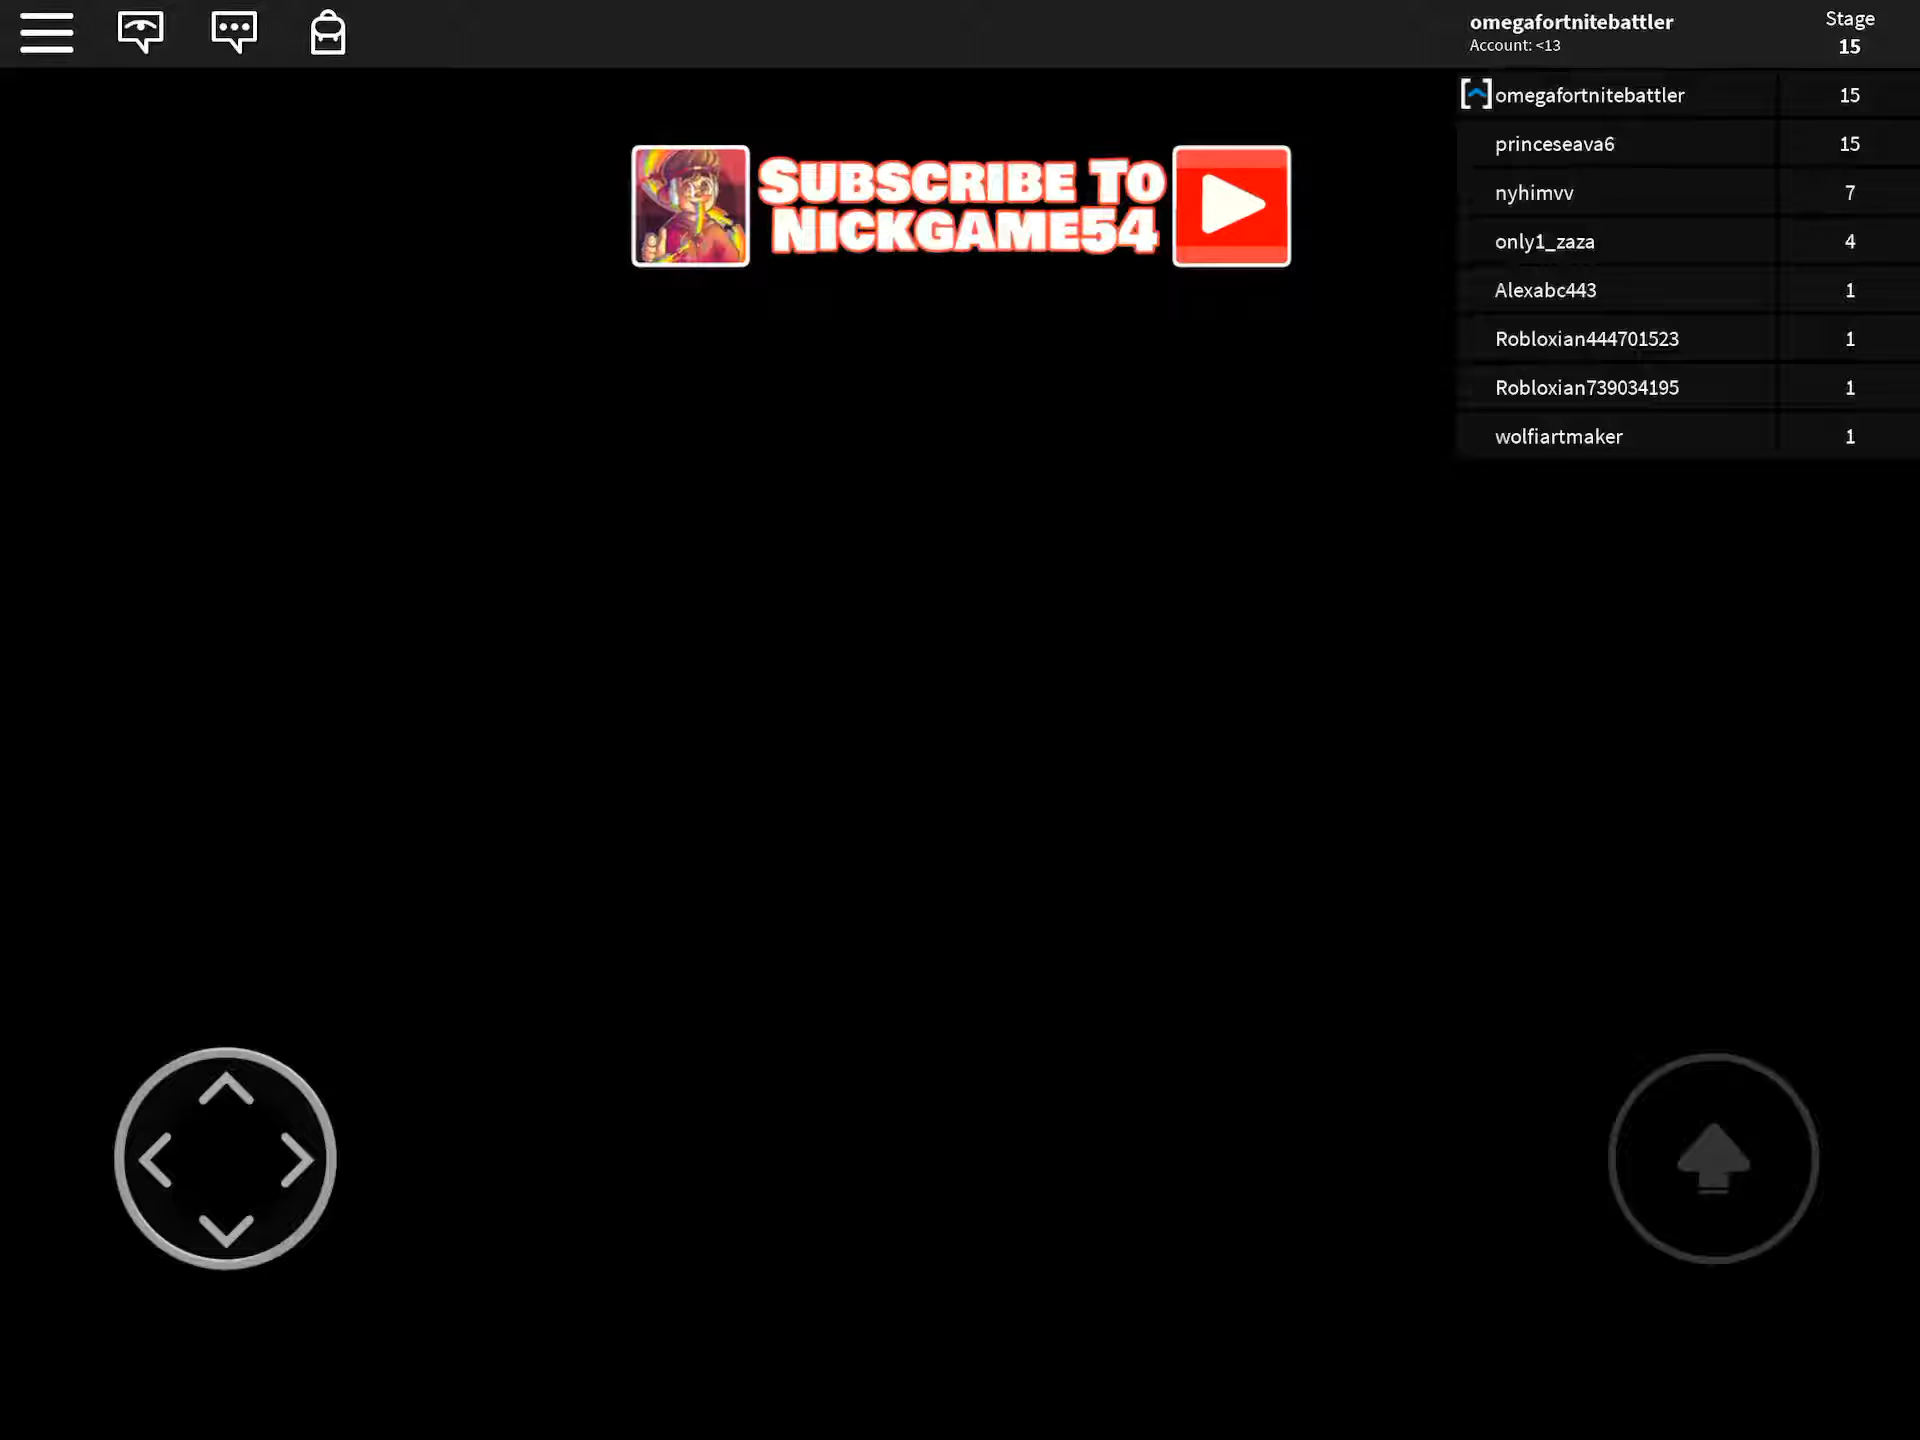 omegafortnitebattler Stage
Account: <13 15
SUBSCRIBE TO
NICKGAME54
omegafortnitebattler 15
princeseava6 15
nyhimvv 7
only1_zaza 4
Alexabc443 1
Robloxian444701523 1
Robloxian739034195 1
wolfiartmaker 1